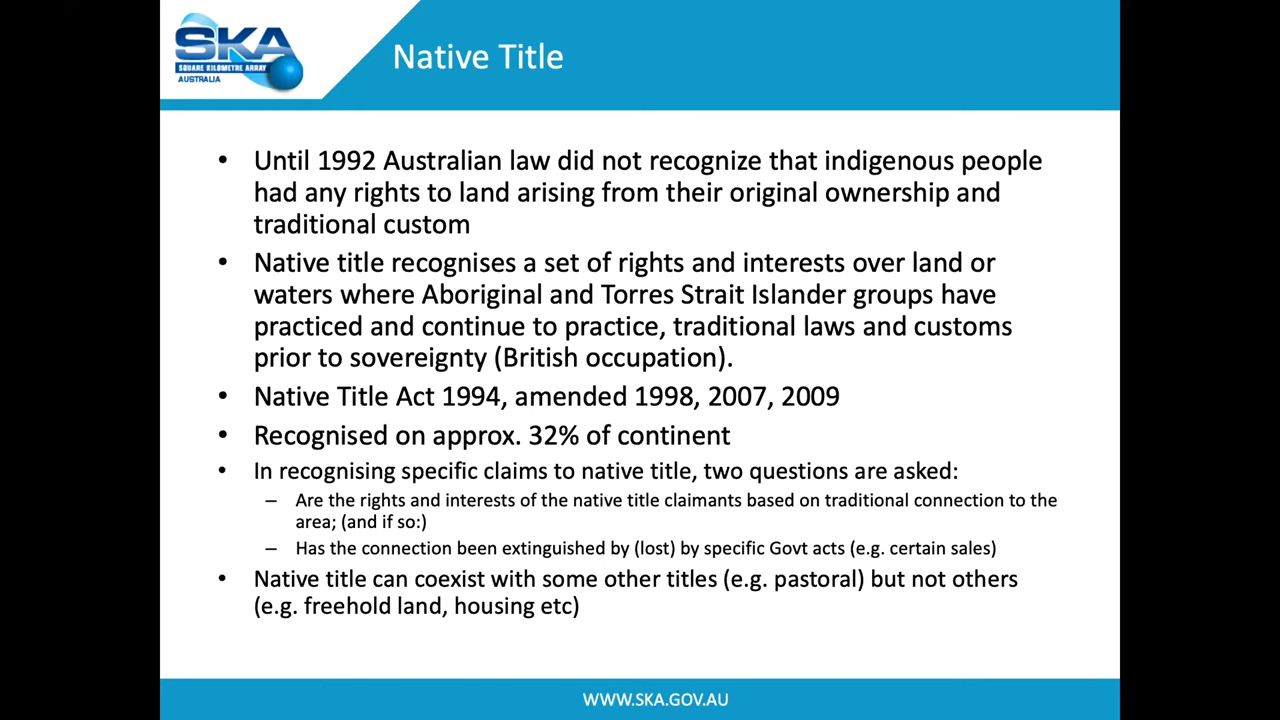 SKA
SQUARE KILOMETRE ARRAY
AUSTRALIA
Native Title
• Until 1992 Australian law did not recognize that indigenous people
had any rights to land arising from their original ownership and
traditional custom
• Native title recognises a set of rights and interests over land or
waters where Aboriginal and Torres Strait Islander groups have
practiced and continue to practice, traditional laws and customs
prior to sovereignty (British occupation).
• Native Title Act 1994, amended 1998, 2007, 2009
• Recognised on approx. 32% of continent
• In recognising specific claims to native title, two questions are asked:
– Are the rights and interests of the native title claimants based on traditional connection to the
area; (and if so:)
– Has the connection been extinguished by (lost) by specific Govt acts (e.g. certain sales)
• Native title can coexist with some other titles (e.g. pastoral) but not others
(e.g. freehold land, housing etc)
WWW.SKA.GOV.AU